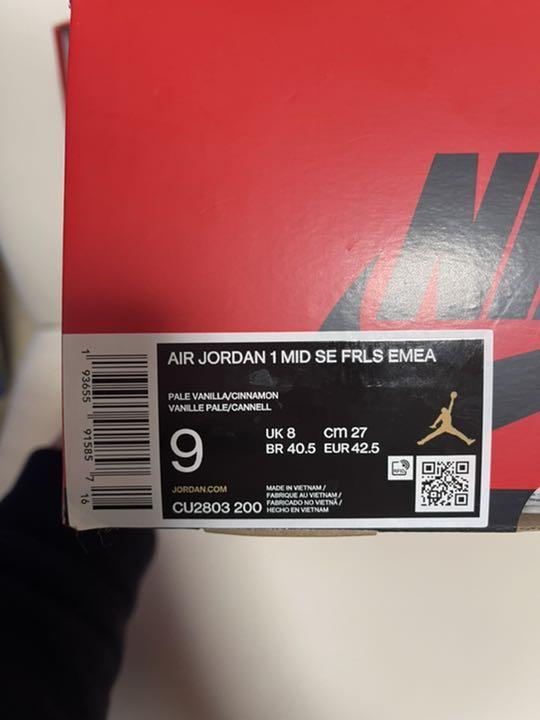 AIR JORDAN 1 MID SE FRLS EMEA
PALE VANILLA/CINNAMON
VANILLE PALE/CANNELL
9
UK 8 cm 27
BR 40.5 EUR 42.5
RFID
JORDAN.COM
CU2803 200
MADE IN VIETNAM /
FABRIQUE AU VIETNAM /
FABRICADO NO VIETNÃ /
HECHO EN VIETNAM
1 93655 91585 7 16